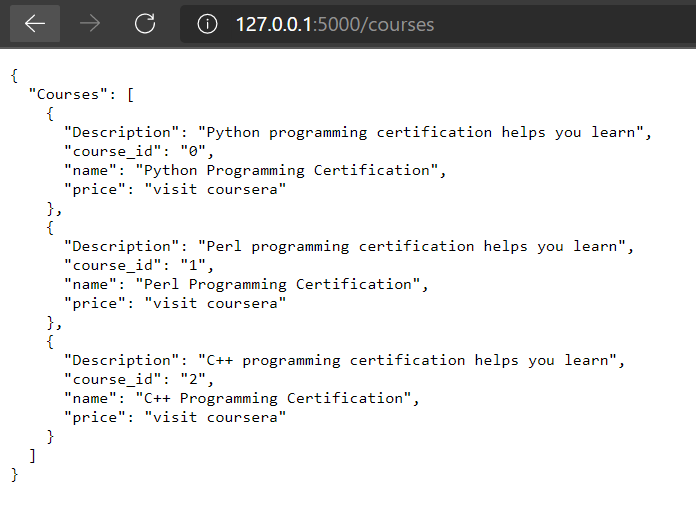 127.0.0.1:5000/courses
{
  "Courses": [
    {
      "Description": "Python programming certification helps you learn",
      "course_id": "0",
      "name": "Python Programming Certification",
      "price": "visit coursera"
    },
    {
      "Description": "Perl programming certification helps you learn",
      "course_id": "1",
      "name": "Perl Programming Certification",
      "price": "visit coursera"
    },
    {
      "Description": "C++ programming certification helps you learn",
      "course_id": "2",
      "name": "C++ Programming Certification",
      "price": "visit coursera"
    }
  ]
}